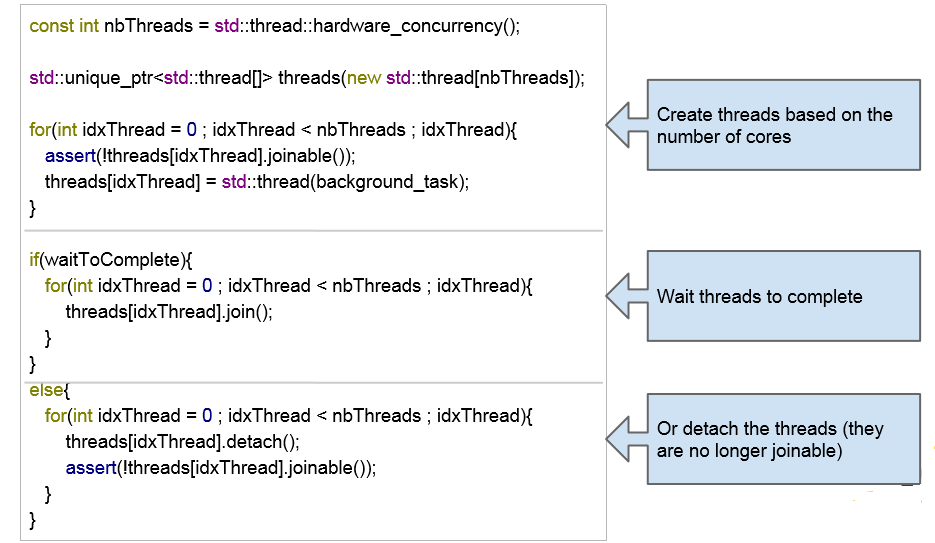 const int nbThreads = std::thread::hardware_concurrency();
std::unique_ptr<std::thread[]> threads(new std::thread[nbThreads]);
for(int idxThread = 0 ; idxThread < nbThreads ; idxThread){
assert(!threads[idxThread].joinable());
threads[idxThread] = std::thread(background_task);
}
Create threads based on the
number of cores
if(waitToComplete){
for(int idxThread = 0 ; idxThread < nbThreads ; idxThread){
threads[idxThread].join();
}
}
Wait threads to complete
else{
for(int idxThread = 0 ; idxThread < nbThreads ; idxThread){
threads[idxThread].detach();
assert(!threads[idxThread].joinable());
}
}
Or detach the threads (they
are no longer joinable)